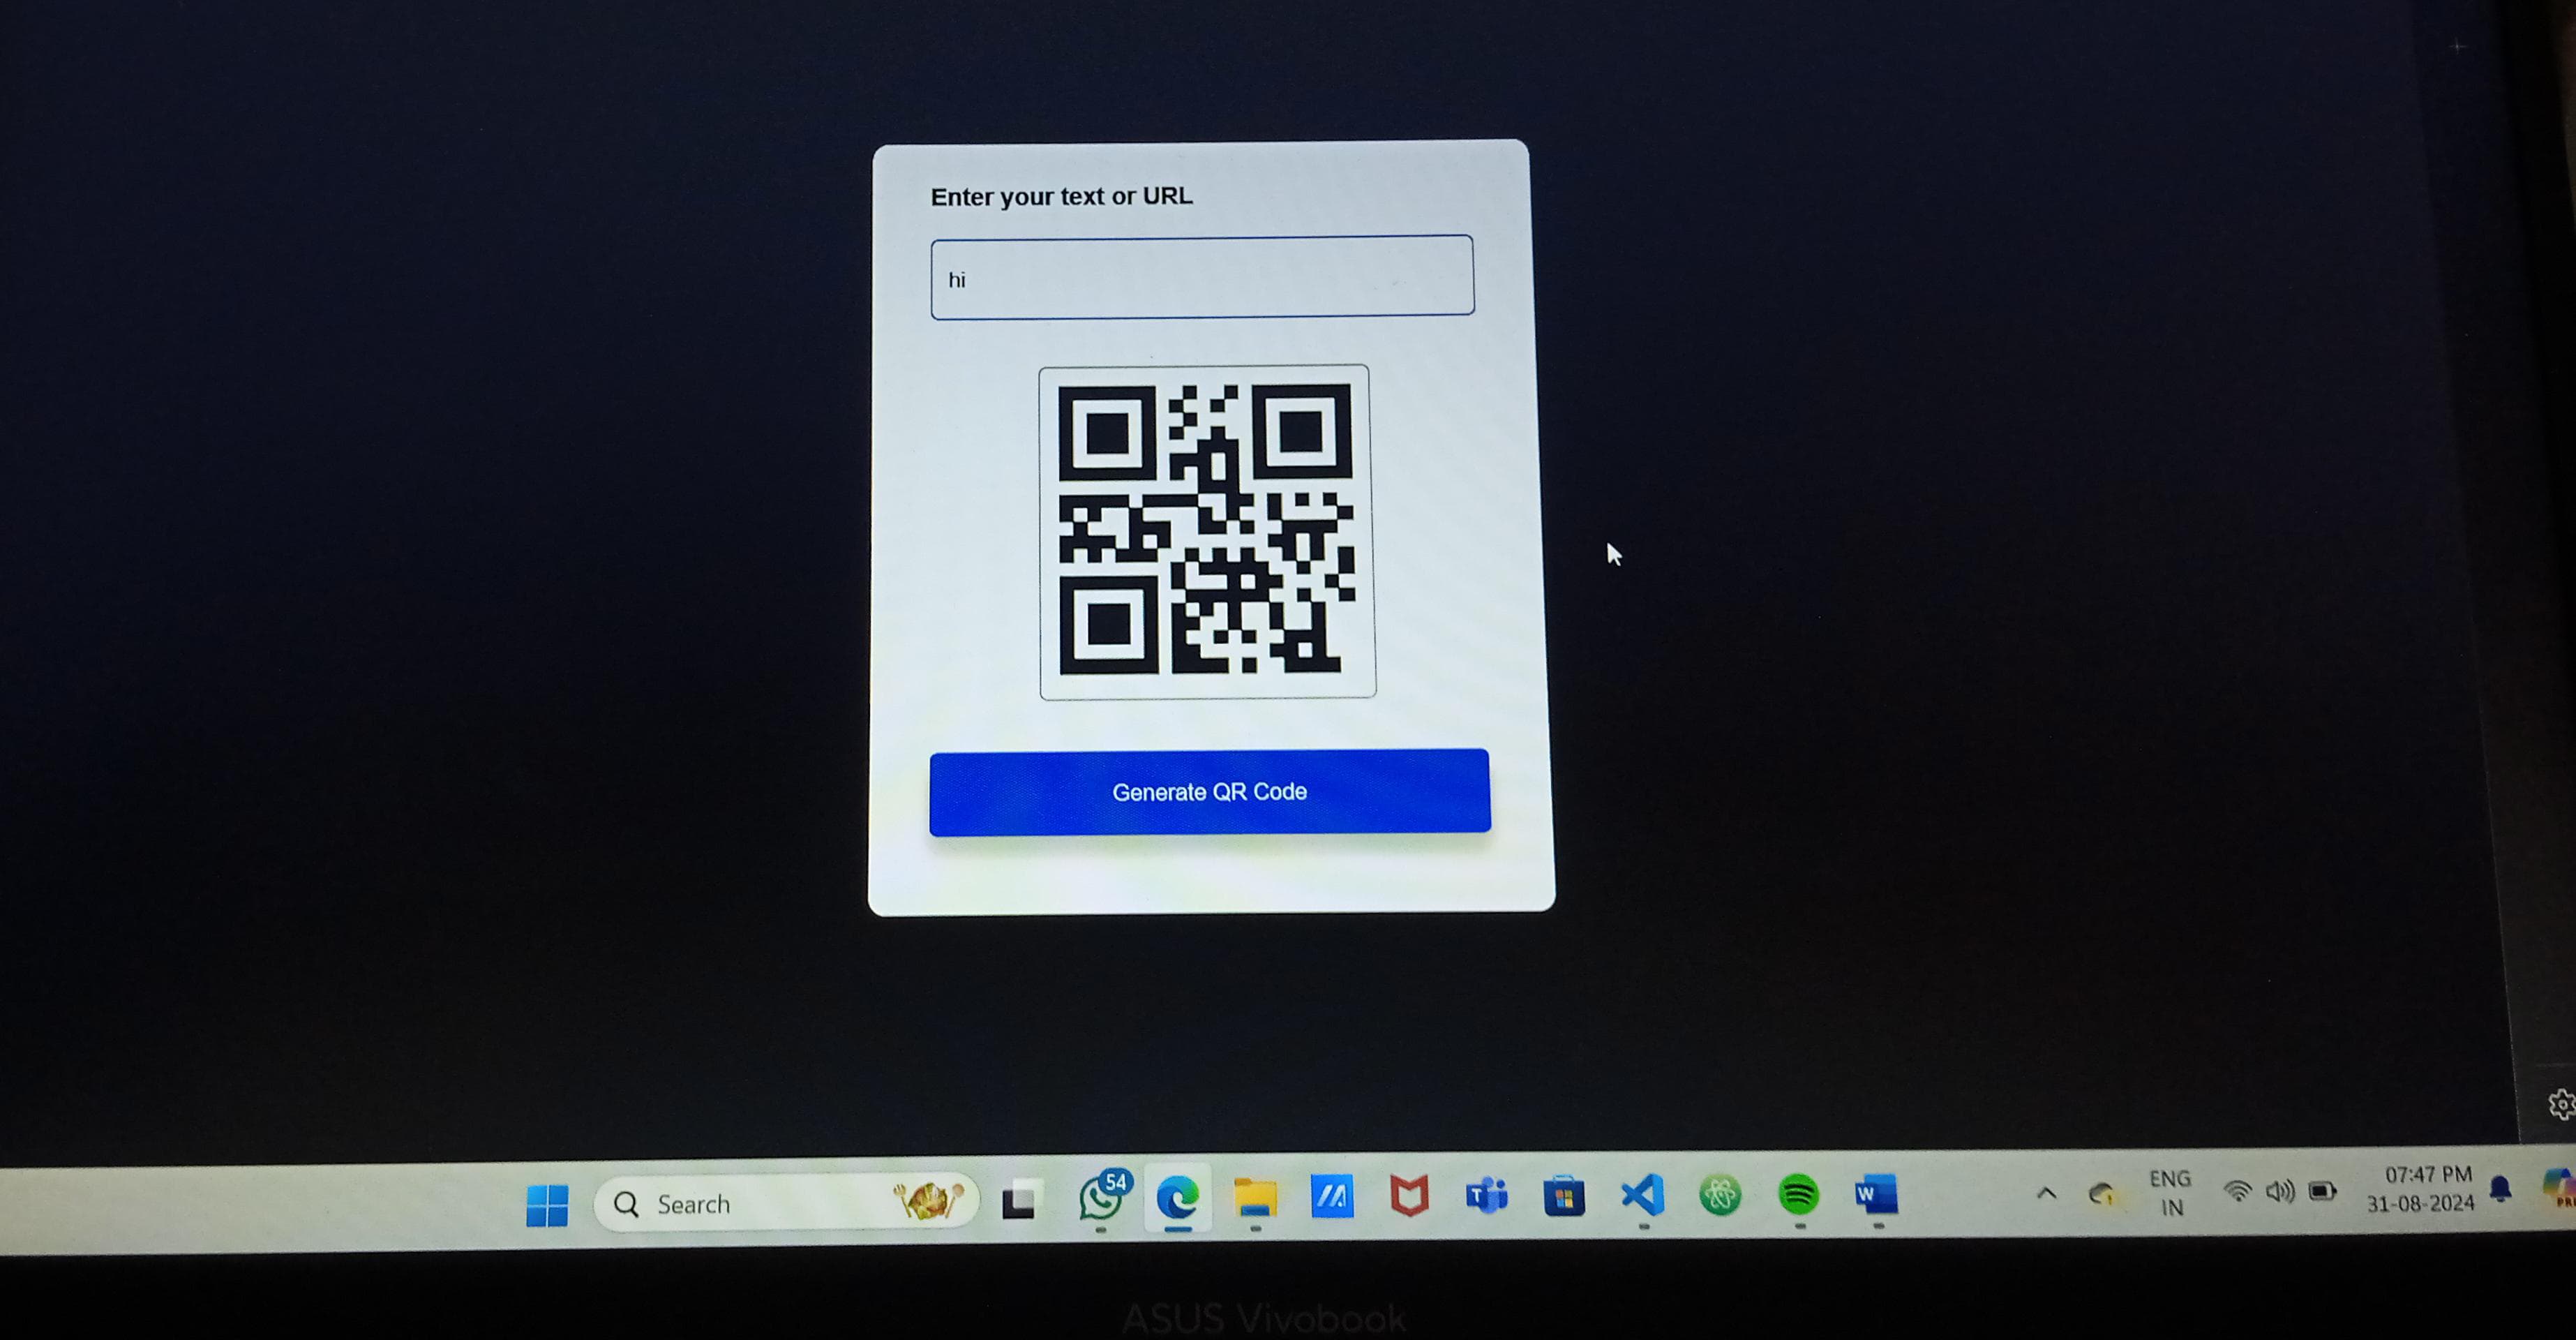 Enter your text or URL
hi
Generate QR Code
Search
54
ENG
IN
07:47 PM
31-08-2024
T
W
PRE
ASUS Vivobook